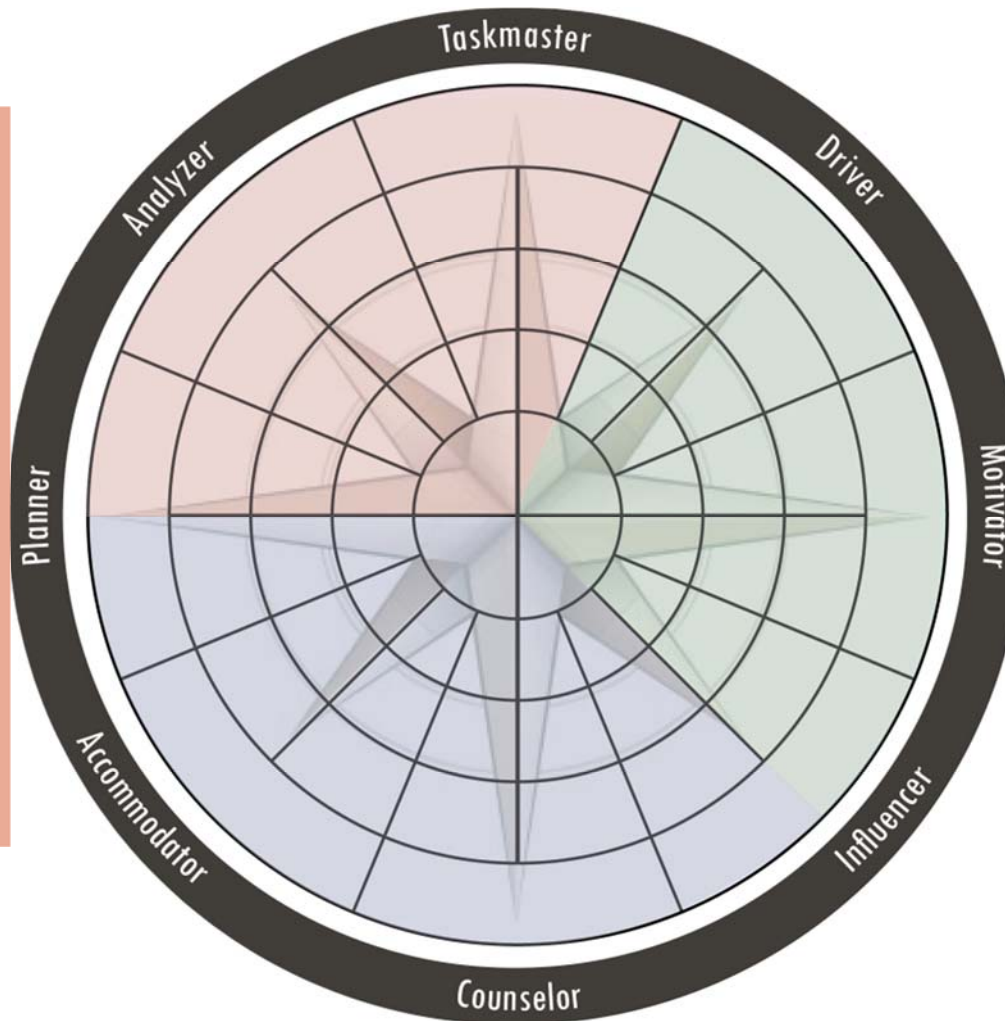 Taskmaster
Driver
Motivator
Influencer
Counselor
Accommodator
Planner
Analyzer